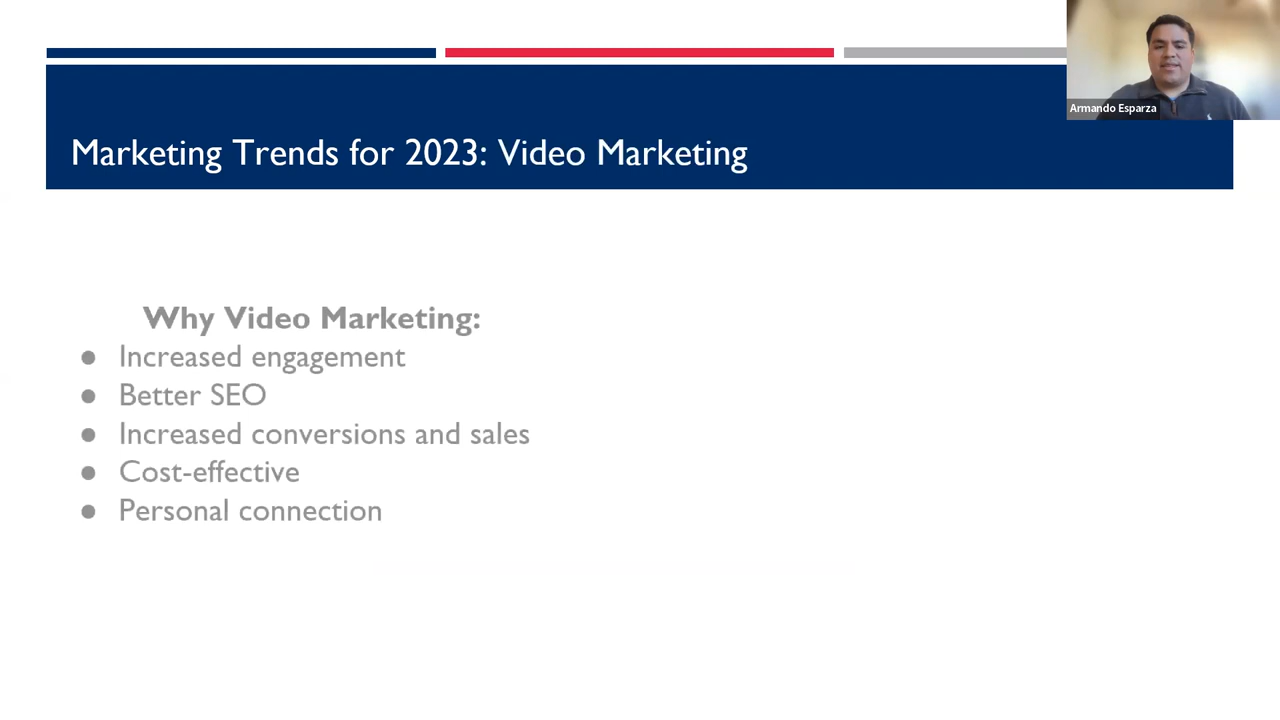 Armando Esparza
Marketing Trends for 2023: Video Marketing
Why Video Marketing:
● Increased engagement
● Better SEO
● Increased conversions and sales
● Cost-effective
● Personal connection